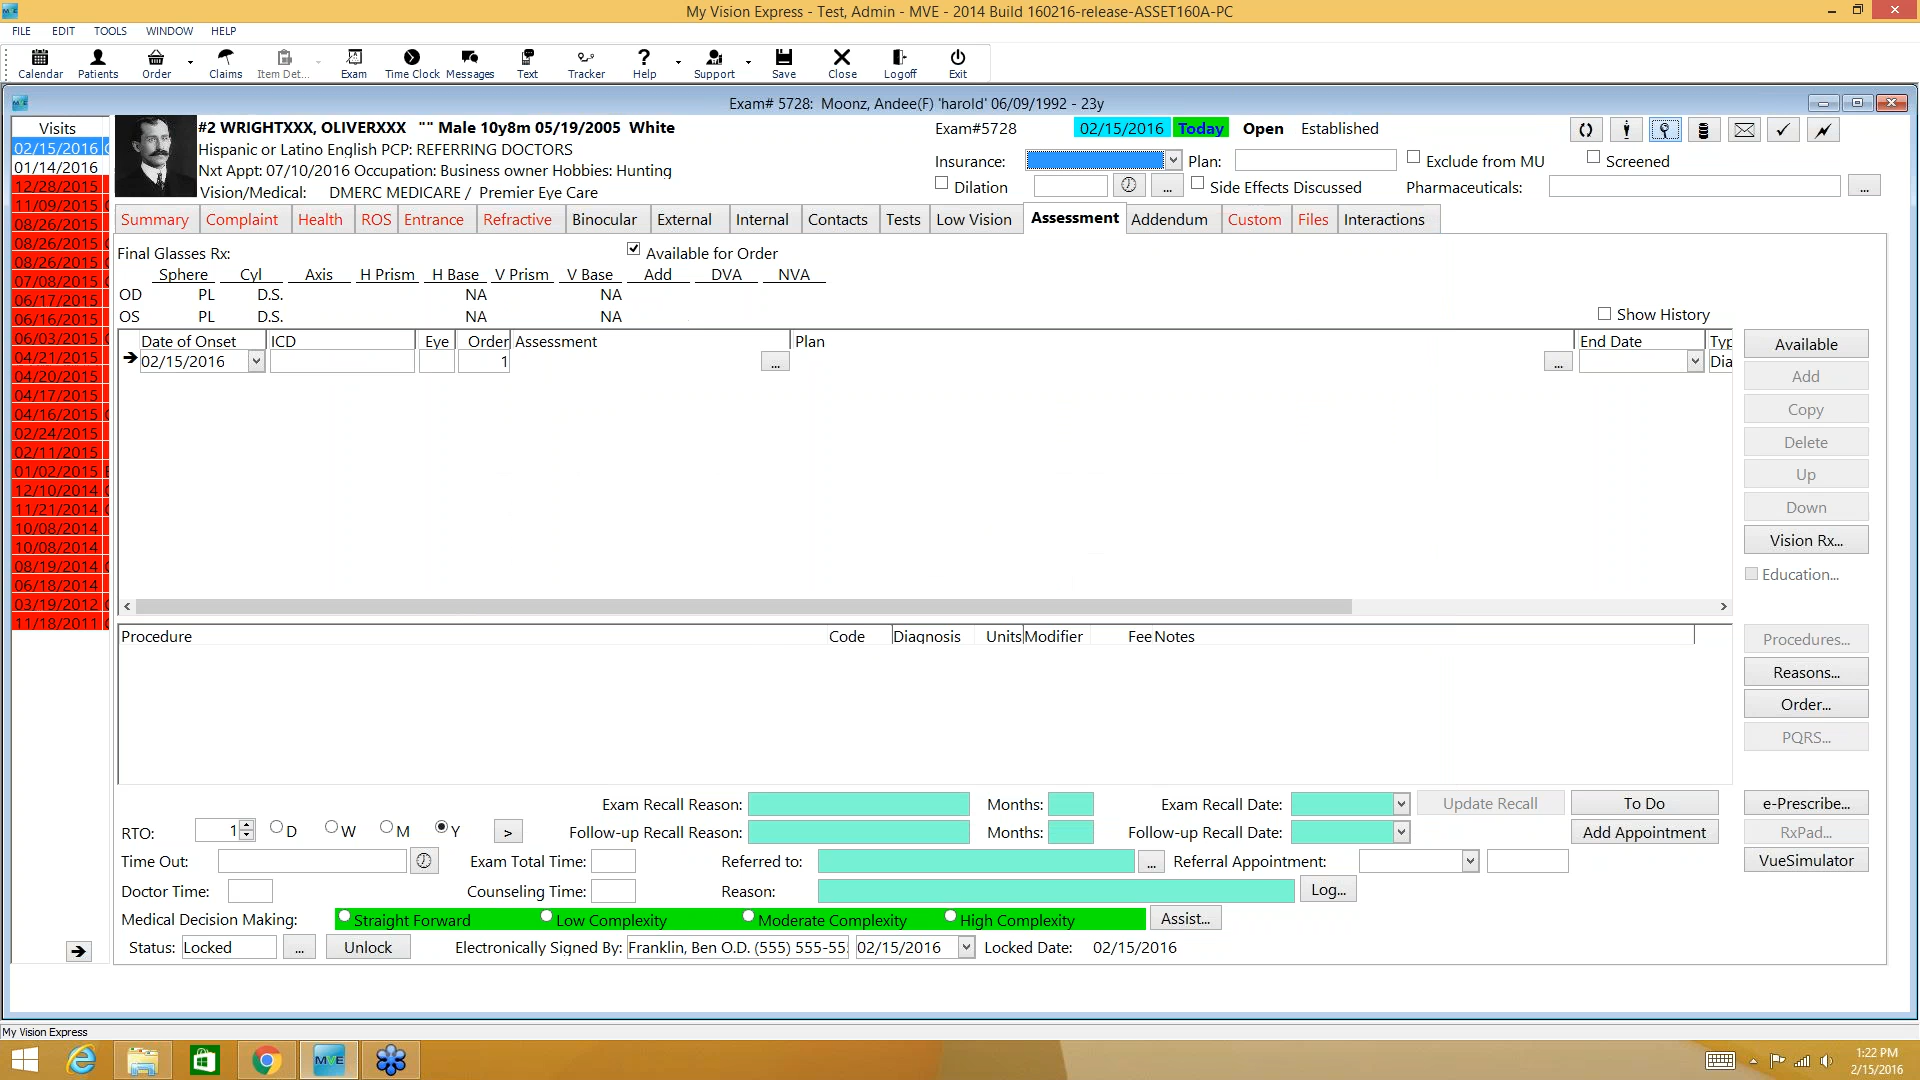 My Vision Express - Test, Admin - MVE - 2014 Build 160216-release-ASSET160A-PC
FILE EDIT TOOLS WINDOW HELP
Calendar Patients Order Claims Item Det... Exam Time Clock Messages Text Tracker Help Support Save Close Logoff Exit
Exam# 5728: Moonz, Andee(F) 'harold' 06/09/1992 - 23y
Visits
02/15/2016
01/14/2016
12/28/2015
11/09/2015
08/26/2015
08/26/2015
08/26/2015
07/08/2015
06/17/2015
06/16/2015
06/03/2015
04/21/2015
04/20/2015
04/17/2015
04/16/2015
02/24/2015
02/11/2015
01/02/2015
12/10/2014
11/21/2014
10/08/2014
10/08/2014
08/19/2014
06/18/2014
03/19/2012
11/18/2011
#2 WRIGHTXXX, OLIVERXXX "" Male 10y8m 05/19/2005 White
Hispanic or Latino English PCP: REFERRING DOCTORS
Nxt Appt: 07/10/2016 Occupation: Business owner Hobbies: Hunting
Vision/Medical: DMERC MEDICARE / Premier Eye Care
Exam#5728 02/15/2016 Today Open Established
Insurance: Plan: Exclude from MU Screened
Dilation ... Side Effects Discussed Pharmaceuticals: ...
Summary Complaint Health ROS Entrance Refractive Binocular External Internal Contacts Tests Low Vision Assessment Addendum Custom Files Interactions
Final Glasses Rx: Available for Order
Sphere Cyl Axis H Prism H Base V Prism V Base Add DVA NVA
OD PL D.S. NA NA
OS PL D.S. NA NA
Show History
Date of Onset ICD Eye Order Assessment Plan End Date Typ
02/15/2016 1 ... ... Dia
Available
Add
Copy
Delete
Up
Down
Vision Rx...
Education...
Procedure Code Diagnosis Units Modifier Fee Notes
Procedures...
Reasons...
Order...
PQRS...
Exam Recall Reason: Months: Exam Recall Date: Update Recall To Do e-Prescribe...
RTO: 1 D W M Y > Follow-up Recall Reason: Months: Follow-up Recall Date: Add Appointment RxPad...
Time Out: Exam Total Time: Referred to: ... Referral Appointment: VueSimulator
Doctor Time: Counseling Time: Reason: Log...
Medical Decision Making: Straight Forward Low Complexity Moderate Complexity High Complexity Assist...
Status: Locked ... Unlock Electronically Signed By: Franklin, Ben O.D. (555) 555-55 02/15/2016 Locked Date: 02/15/2016
My Vision Express
MVE
1:22 PM
2/15/2016